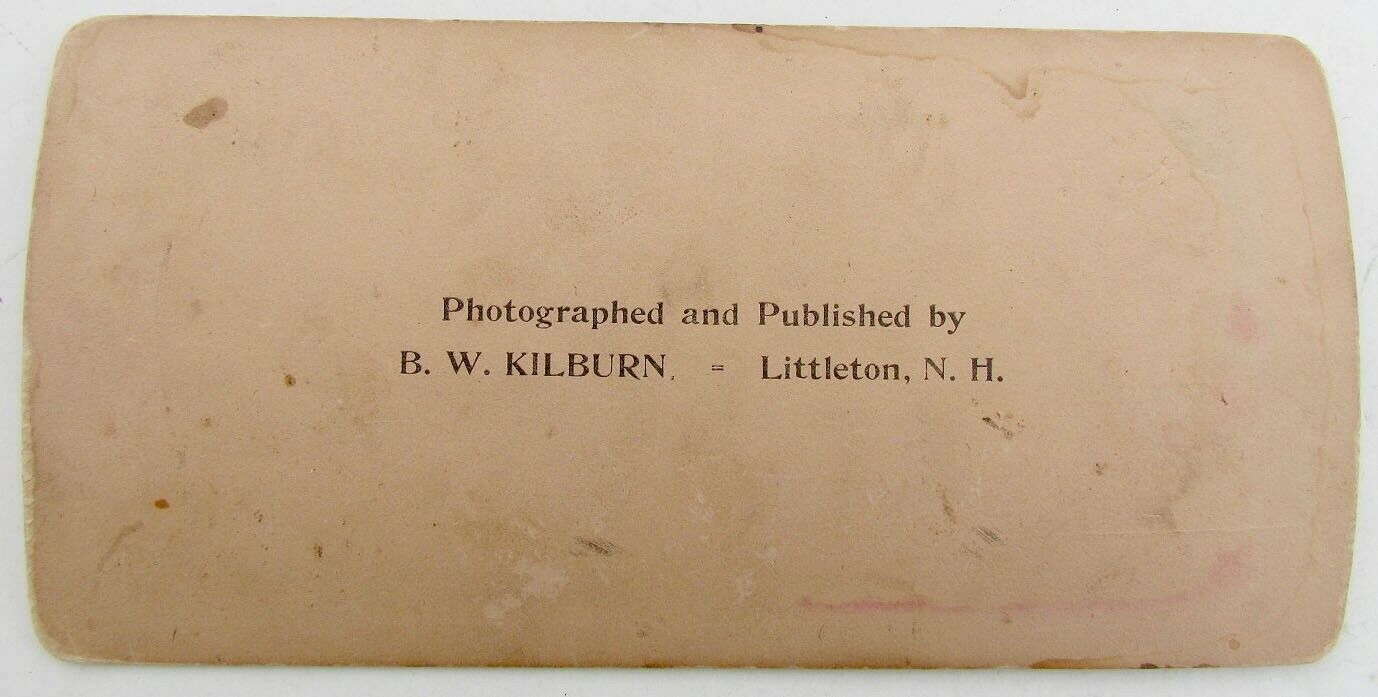 Photographed and Published by
B. W. KILBURN. = Littleton, N. H.